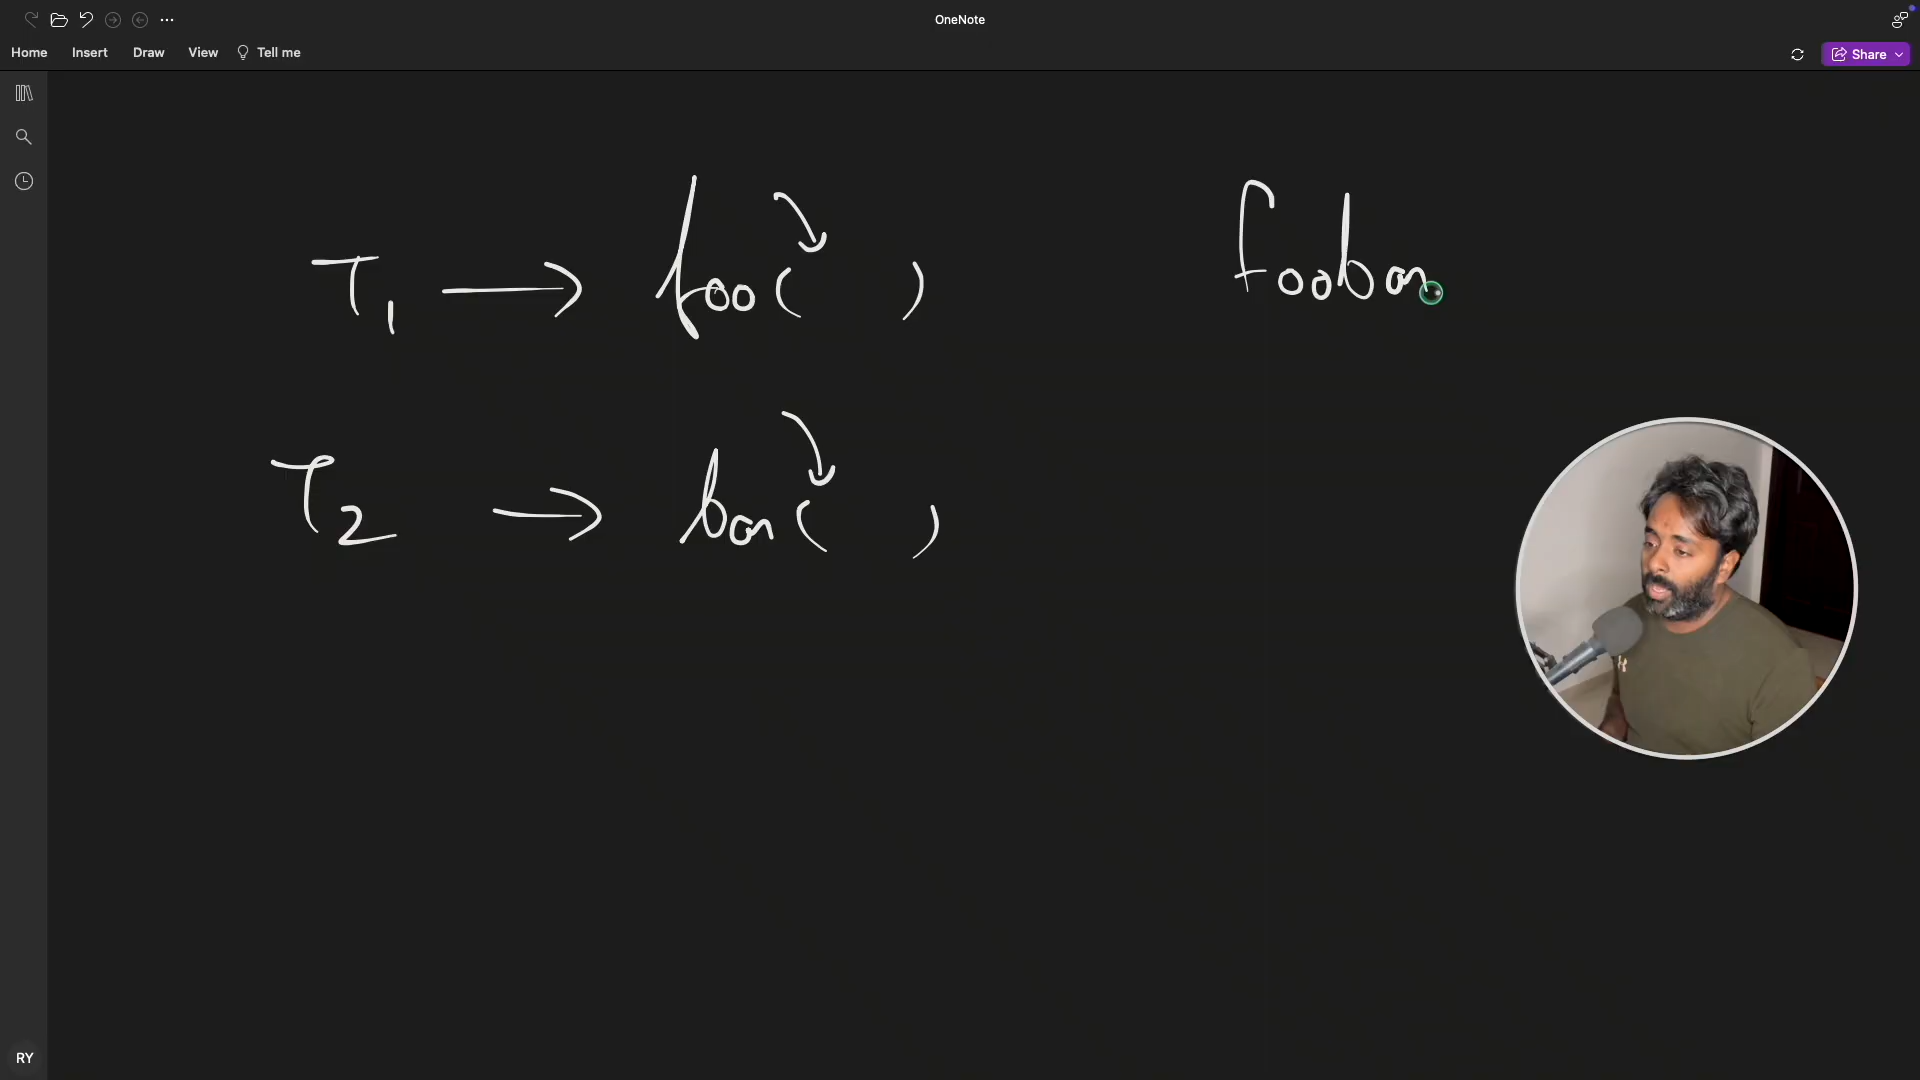 OneNote
Home Insert Draw View Tell me
Share
T1 → foo( )
foobar
T2 → bar( )
RY